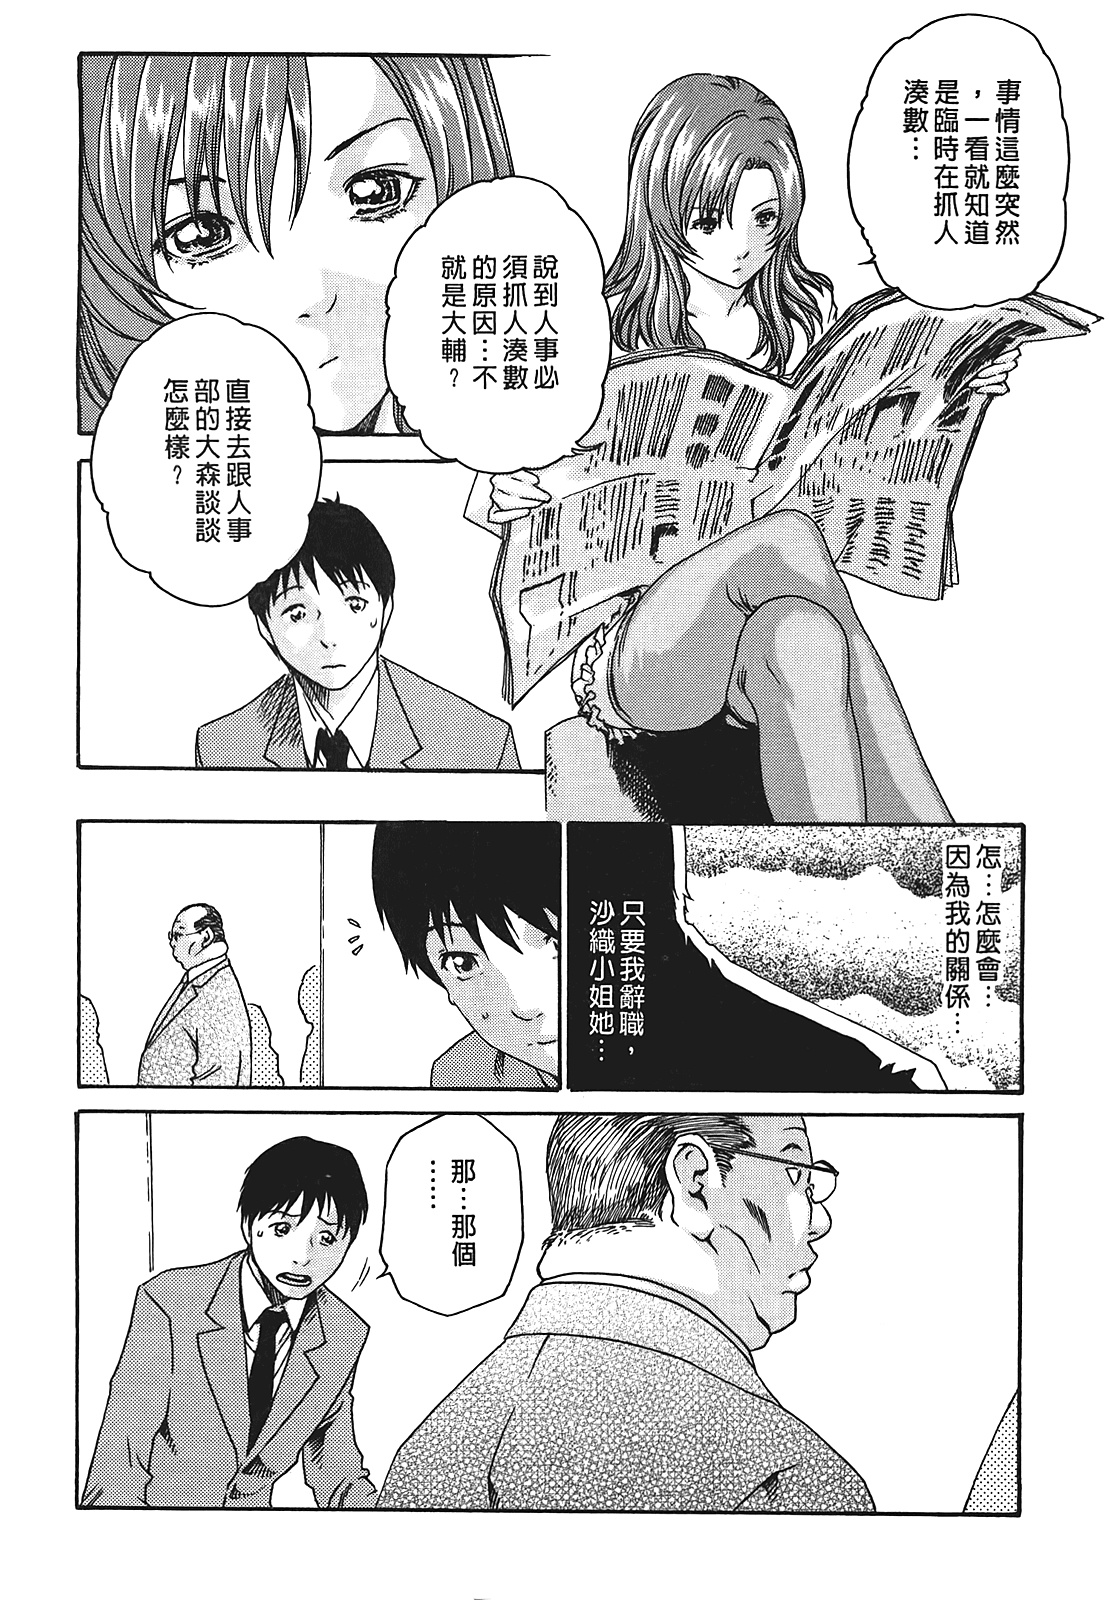 事情這麼突然
，一看就知道
是臨時在抓人
湊數…
說到人事必
須抓人湊數
的原因…不
就是大輔？
直接去跟人事
部的大森談談
怎麼樣？
怎…怎麼會…
因為我的關係…
只要我辭職，
沙織小姐她…
那…那個
……